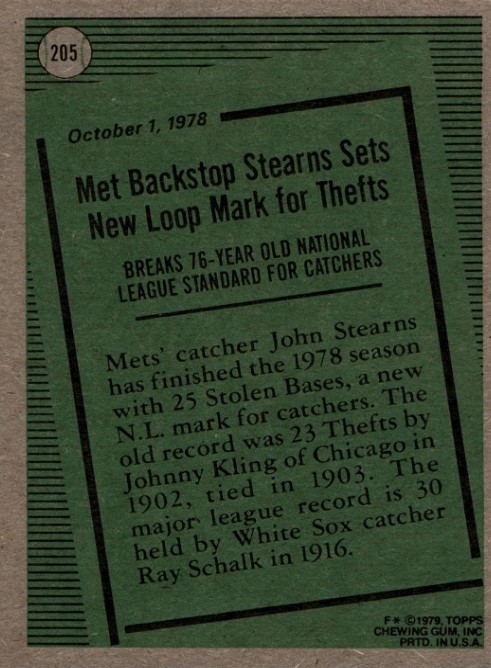 205
October 1, 1978
Met Backstop Stearns Sets
New Loop Mark for Thefts
BREAKS 76-YEAR OLD NATIONAL
LEAGUE STANDARD FOR CATCHERS
Mets' catcher John Stearns
has finished the 1978 season
with 25 Stolen Bases, a new
N.L. mark for catchers. The
old record was 23 Thefts by
Johnny Kling of Chicago in
1902, tied in 1903. The
major league record is 30
held by White Sox catcher
Ray Schalk in 1916.
F* ©1979, TOPPS
CHEWING GUM, INC
PRTD. IN U.S.A.